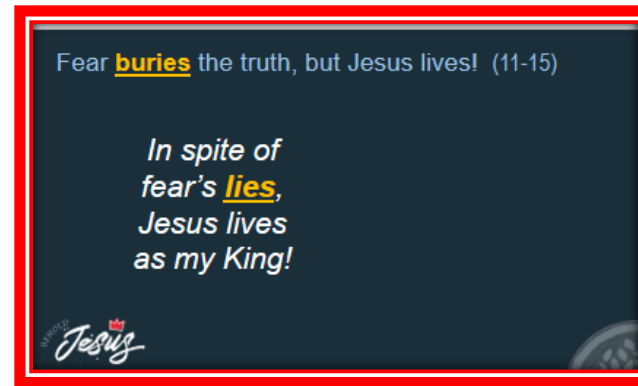 Fear buries the truth, but Jesus lives! (11-15)
In spite of
fear's lies,
Jesus lives
as my King!
BEHOLD
Jesus